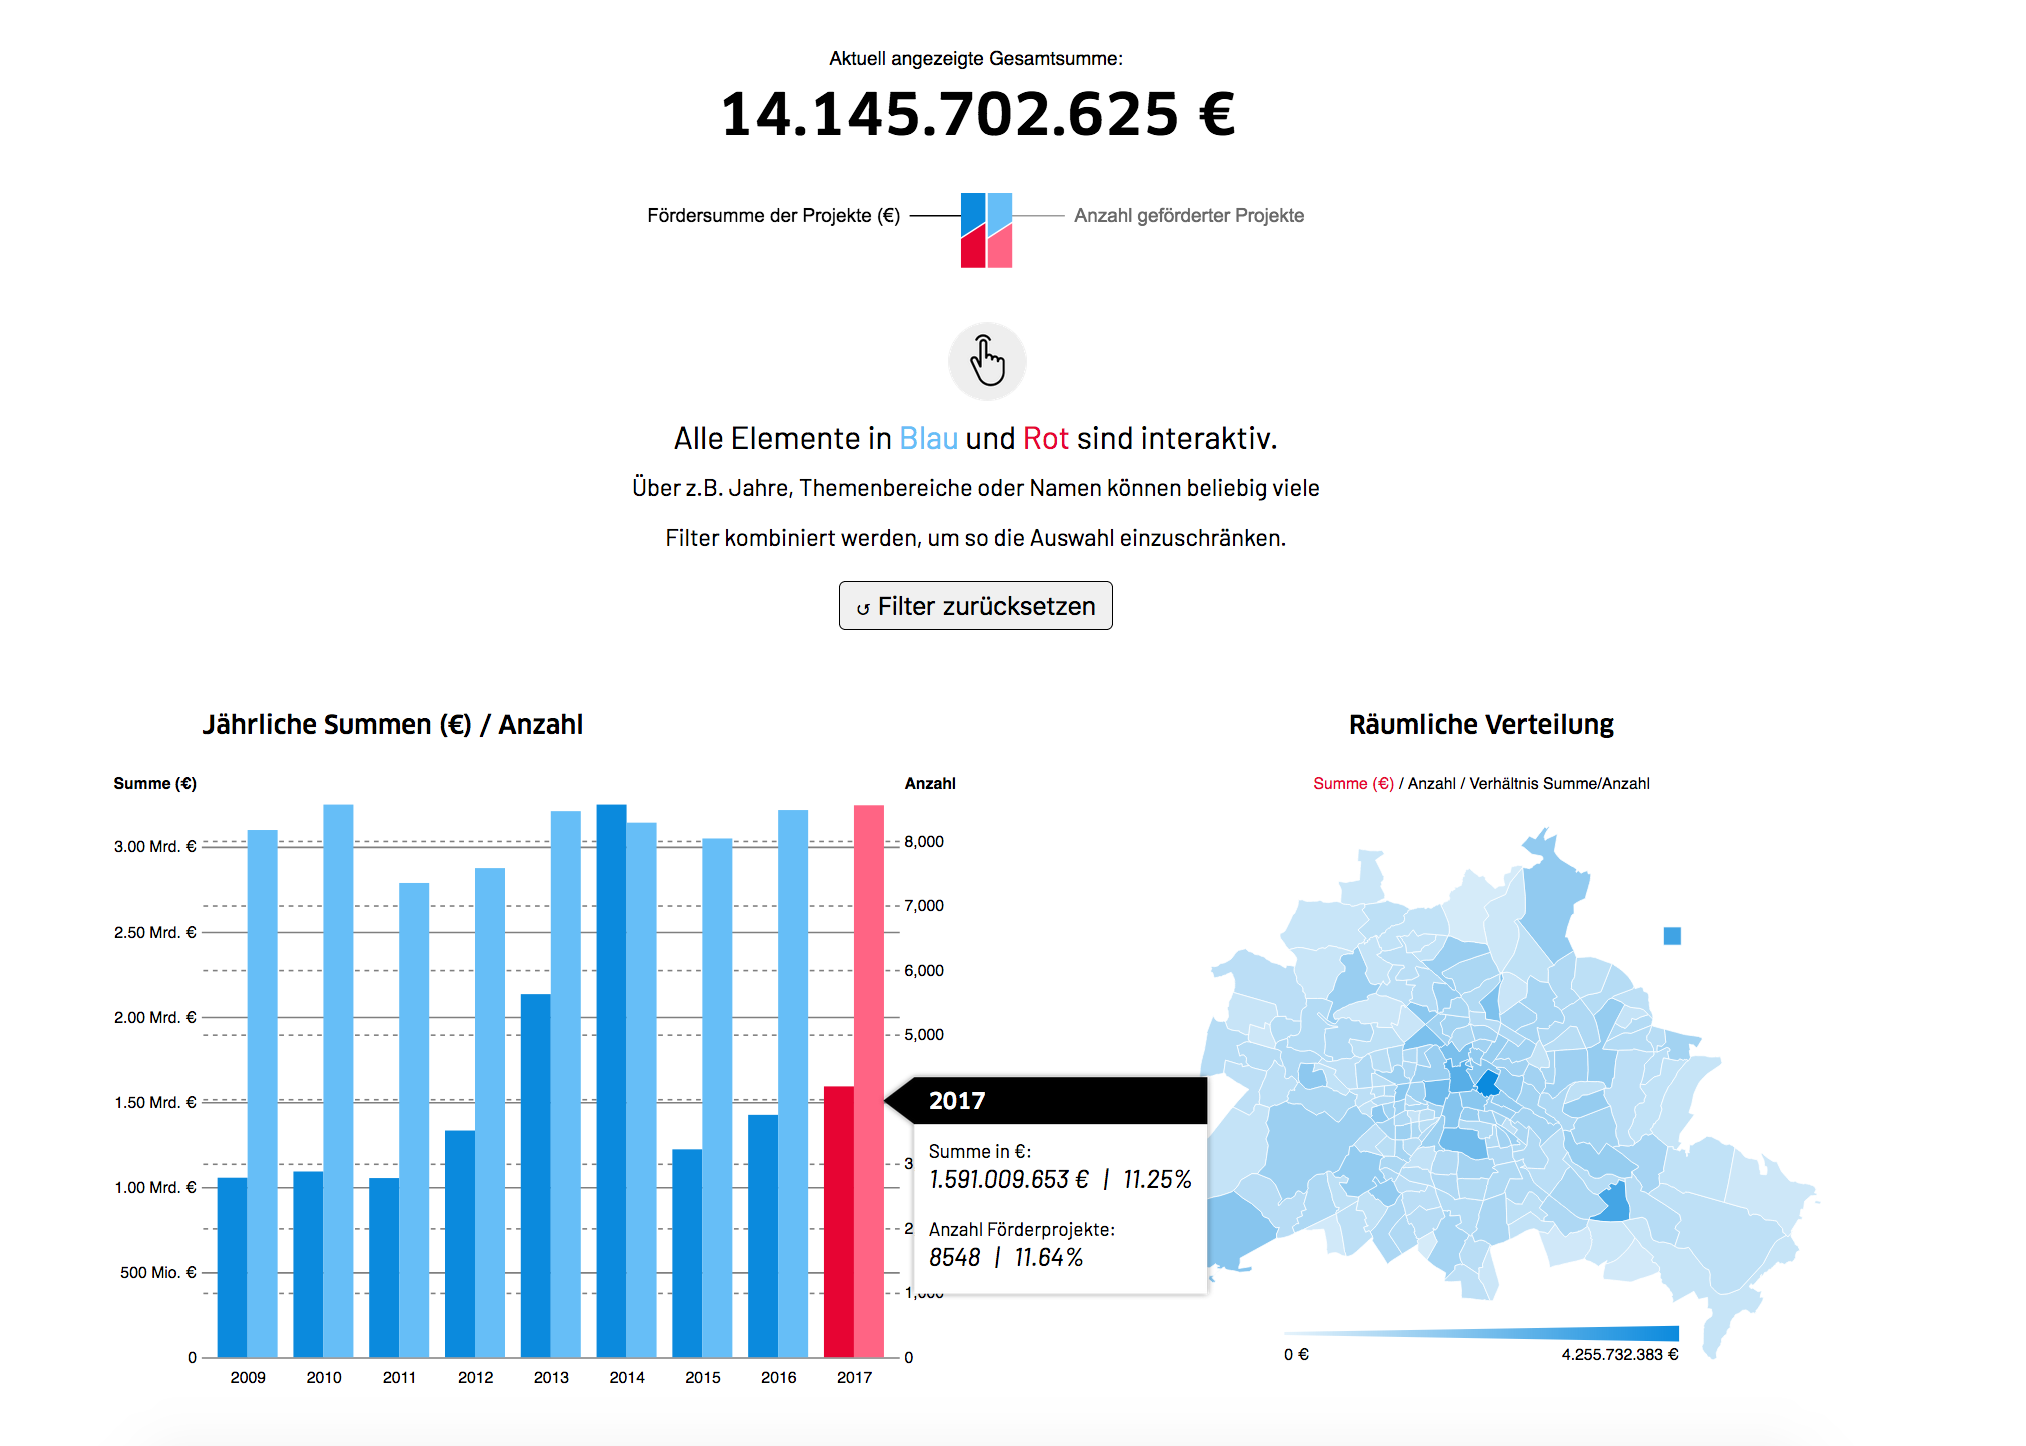 Aktuell angezeigte Gesamtsumme:
14.145.702.625 €
Fördersumme der Projekte (€)
Anzahl geförderter Projekte
Alle Elemente in Blau und Rot sind interaktiv.
Über z.B. Jahre, Themenbereiche oder Namen können beliebig viele
Filter kombiniert werden, um so die Auswahl einzuschränken.
↺ Filter zurücksetzen
Jährliche Summen (€) / Anzahl
Summe (€)
Anzahl
3.00 Mrd. €
2.50 Mrd. €
2.00 Mrd. €
1.50 Mrd. €
1.00 Mrd. €
500 Mio. €
0
8,000
7,000
6,000
5,000
3
2
1,000
0
2009 2010 2011 2012 2013 2014 2015 2016 2017
2017
Summe in €:
1.591.009.653 € | 11.25%
Anzahl Förderprojekte:
8548 | 11.64%
Räumliche Verteilung
Summe (€) / Anzahl / Verhältnis Summe/Anzahl
0 €
4.255.732.383 €